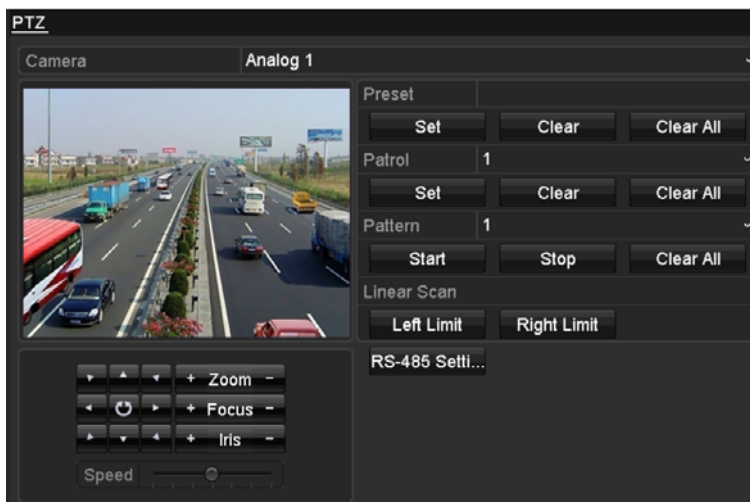 PTZ
Camera Analog 1
Preset
Set Clear Clear All
Patrol 1
Set Clear Clear All
Pattern 1
Start Stop Clear All
Linear Scan
Left Limit Right Limit
RS-485 Setti...
+ Zoom -
+ Focus -
+ Iris -
Speed